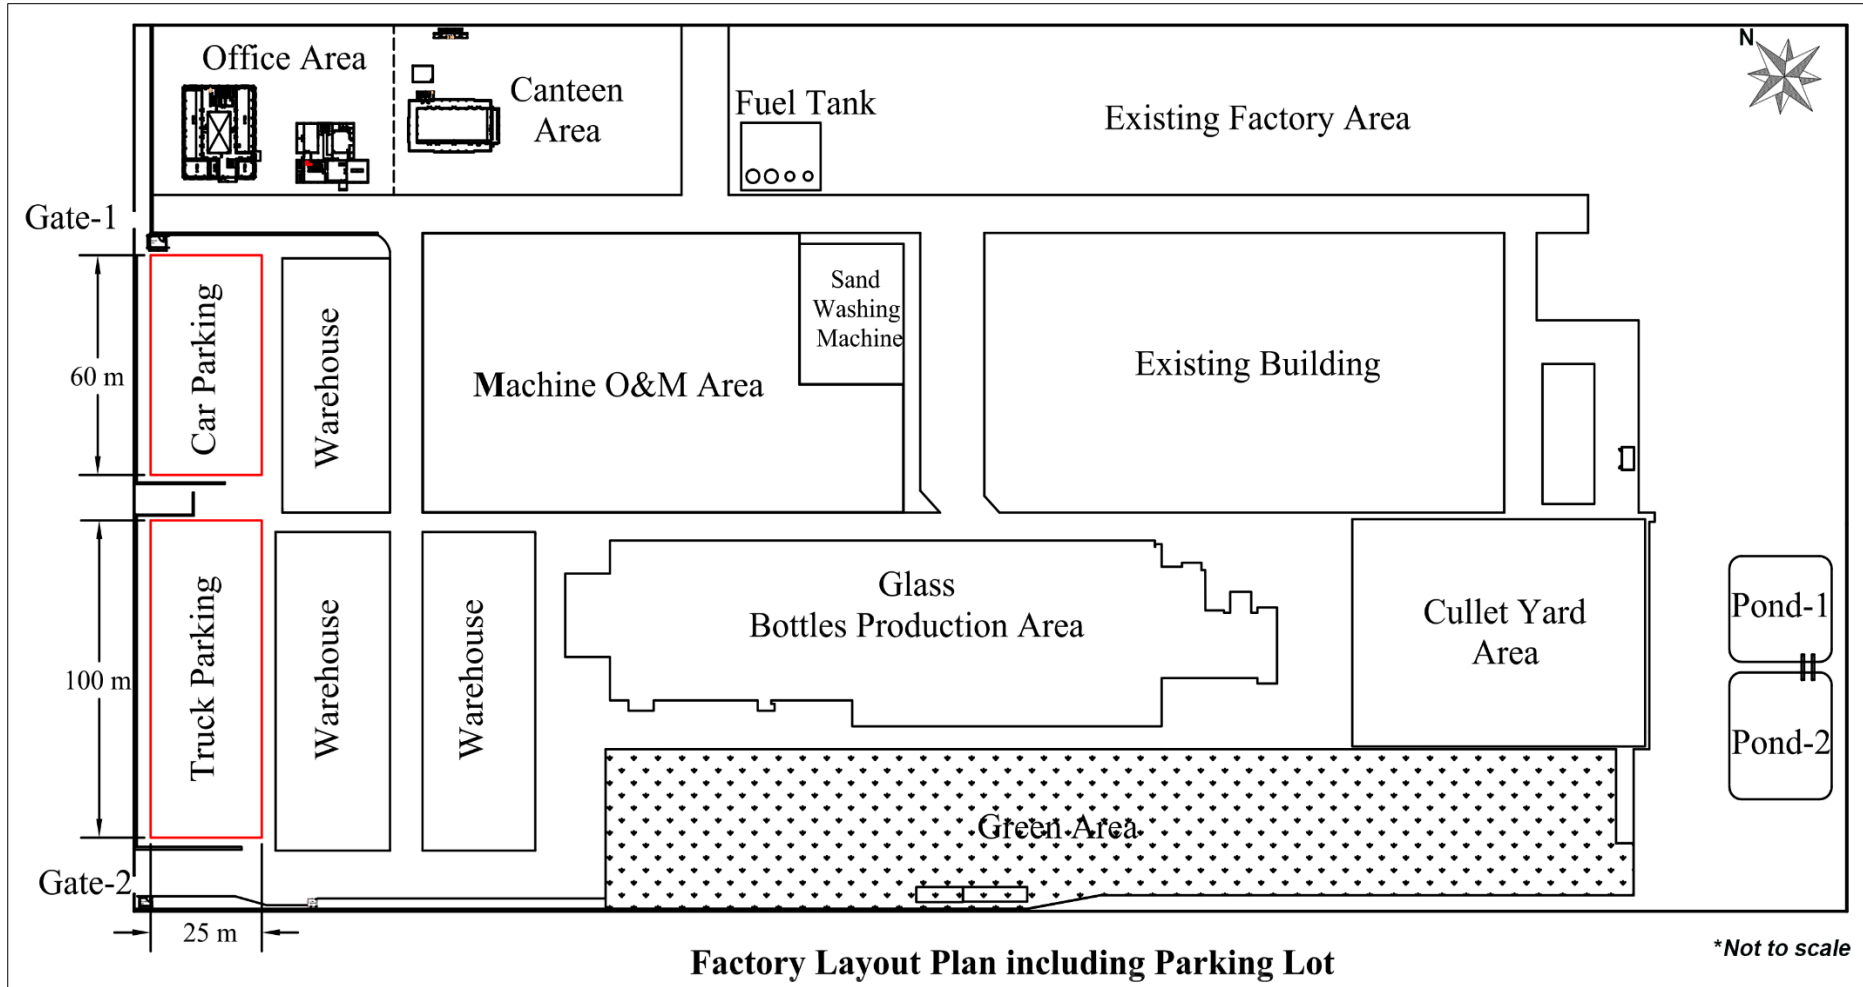 Office Area
Canteen
Area
Fuel Tank
Existing Factory Area
N
Gate-1
Car Parking
60 m
Warehouse
Machine O&M Area
Sand
Washing
Machine
Existing Building
Truck Parking
100 m
Warehouse
Warehouse
Glass
Bottles Production Area
Cullet Yard
Area
Pond-1
Pond-2
Green Area
Gate-2
25 m
Factory Layout Plan including Parking Lot
*Not to scale